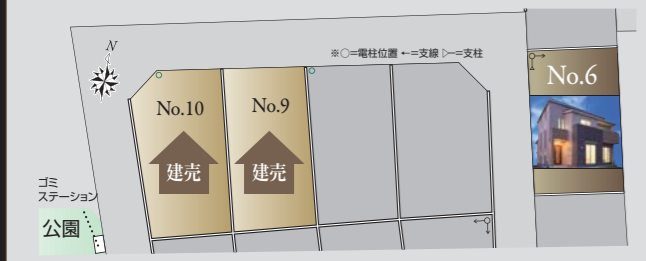 N
※○=電柱位置 ←=支線 ▷ー=支柱
No.6
No.10
No.9
建売
建売
ゴミ
ステーション
公園